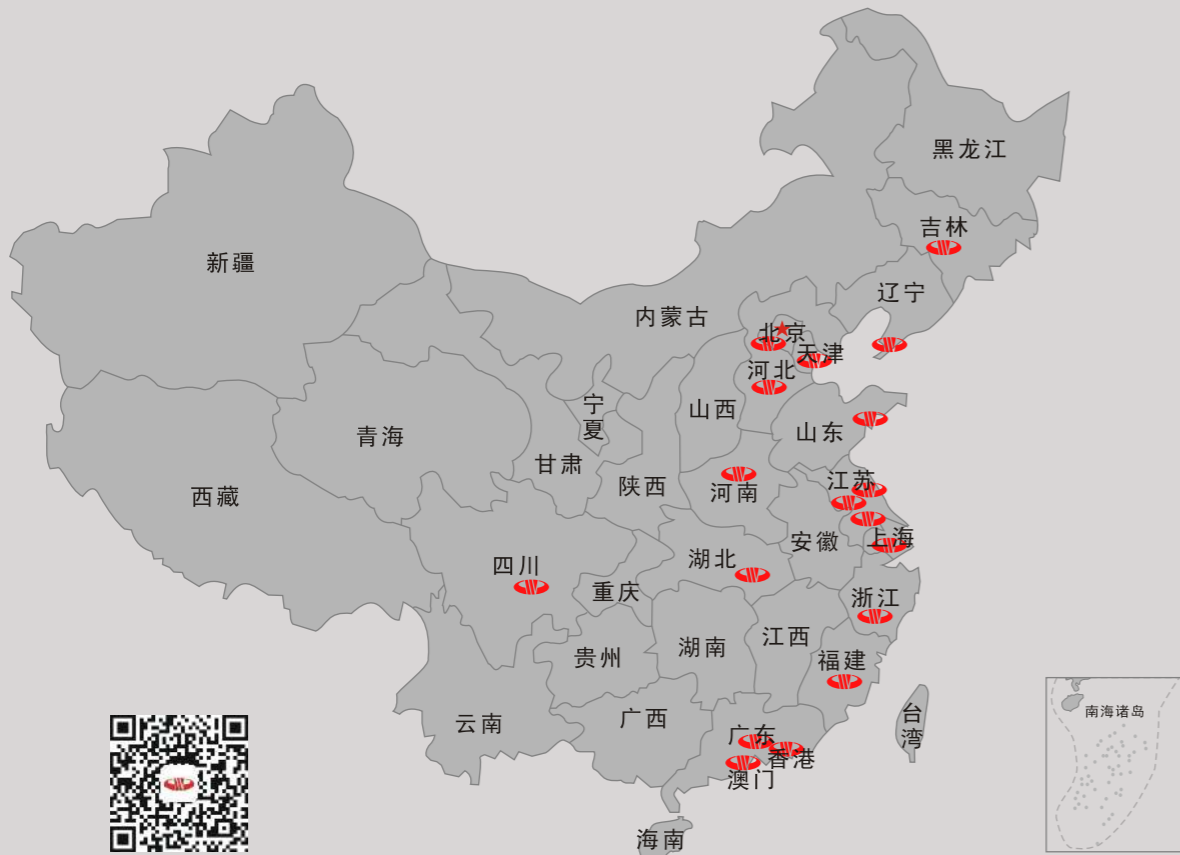 黑龙江
吉林
新疆
辽宁
内蒙古
北京
天津
河北
宁夏
山西
青海
山东
甘肃
西藏
陕西
河南
江苏
安徽
上海
湖北
四川
重庆
浙江
江西
湖南
贵州
福建
南海诸岛
台湾
广西
云南
广东
香港
澳门
海南